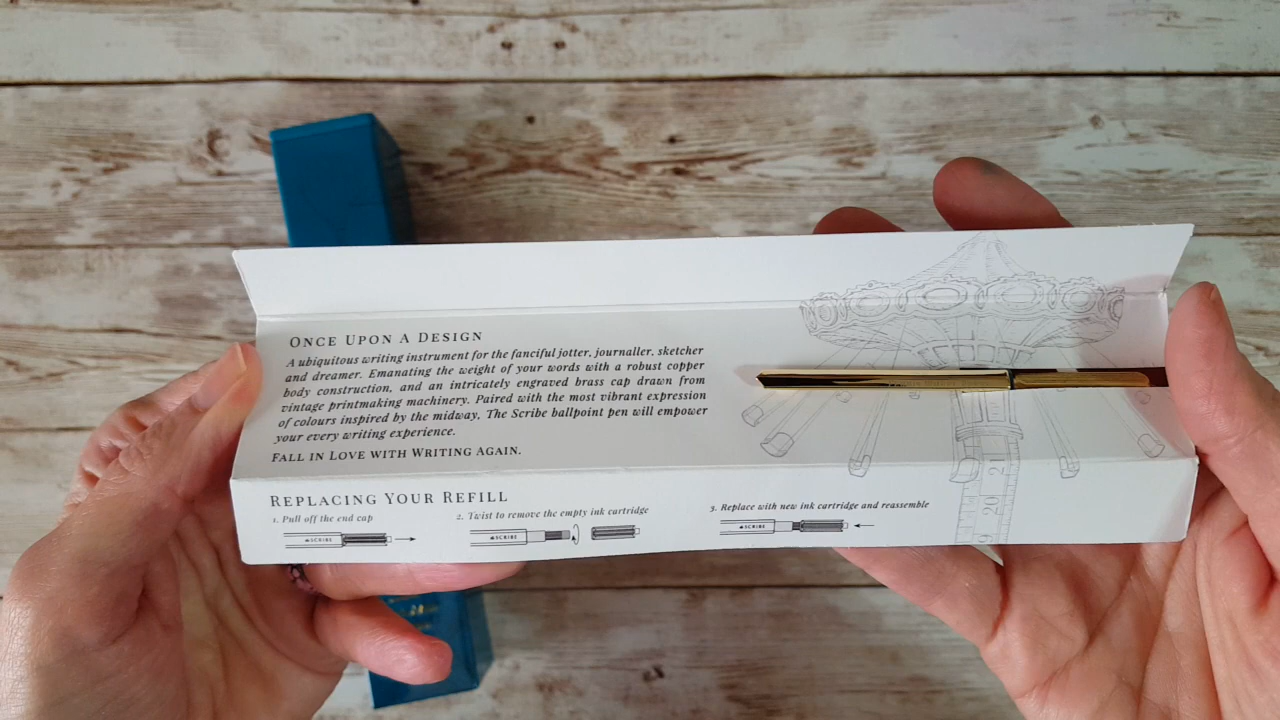 ONCE UPON A DESIGN
A ubiquitous writing instrument for the fanciful jotter, journaller, sketcher
and dreamer. Emanating the weight of your words with a robust copper
body construction, and an intricately engraved brass cap drawn from
vintage printmaking machinery. Paired with the most vibrant expression
of colours inspired by the midway, The Scribe ballpoint pen will empower
your every writing experience.
FALL IN LOVE WITH WRITING AGAIN.
REPLACING YOUR REFILL
1. Pull off the end cap
2. Twist to remove the empty ink cartridge
3. Replace with new ink cartridge and reassemble
SCRIBE
SCRIBE
SCRIBE
21
20